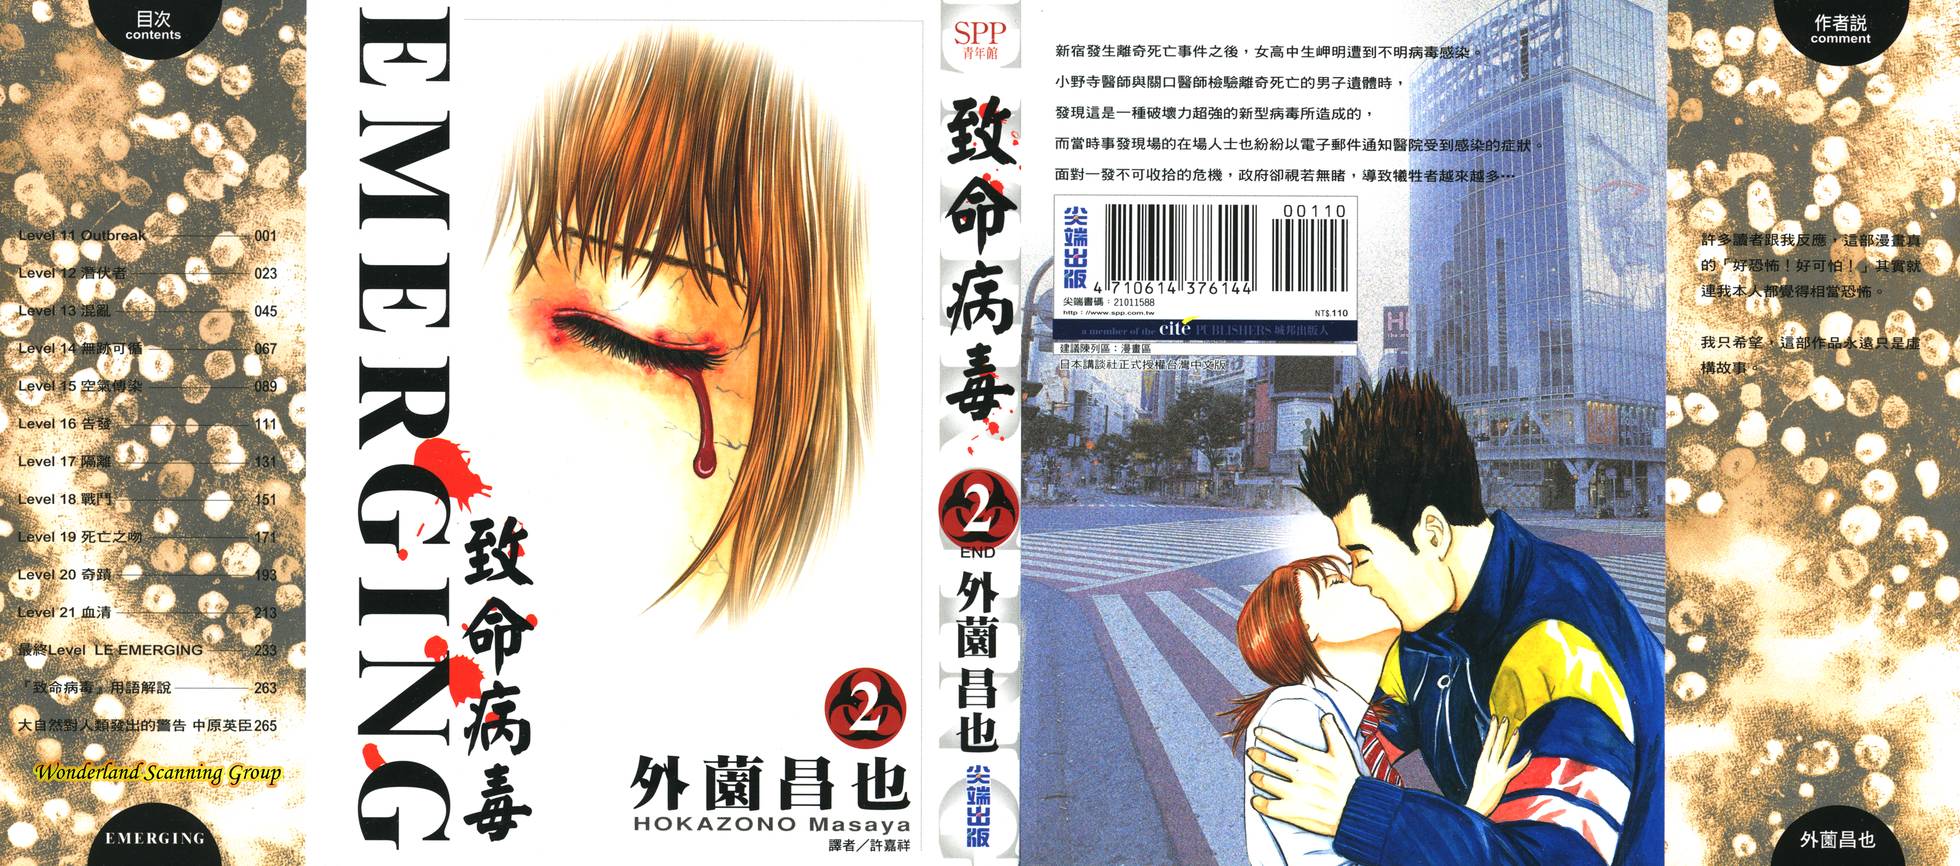 目次
contents
Level 11 Outbreak 001
Level 12 潛伏者 023
Level 13 混亂 045
Level 14 無跡可循 067
Level 15 空氣傳染 089
Level 16 告發 111
Level 17 隔離 131
Level 18 戰鬥 151
Level 19 死亡之吻 171
Level 20 奇蹟 193
Level 21 血清 213
最終Level LE EMERGING 233
『致命病毒』用語解說 263
大自然對人類發出的警告 中原英臣265
Wonderland Scanning Group
EMERGING
EMERGING
致命病毒
2
外薗昌也
HOKAZONO Masaya
譯者／許嘉祥
SPP
青年館
致命病毒
2
END
外薗昌也
尖端出版
新宿發生離奇死亡事件之後，女高中生岬明遭到不明病毒感染。
小野寺醫師與關口醫師檢驗離奇死亡的男子遺體時，
發現這是一種破壞力超強的新型病毒所造成的，
而當時事發現場的在場人士也紛紛以電子郵件通知醫院受到感染的症狀。
面對一發不可收拾的危機，政府卻視若無睹，導致犧牲者越來越多…
尖端出版
00110
4 710614 376144
尖端書碼：21011588
http：//www.spp.com.tw
NT$.110
a member of the cité PUBLISHERS 城邦出版人
建議陳列區：漫畫區
日本講談社正式授權台灣中文版
作者説
comment
許多讀者跟我反應，這部漫畫真
的「好恐怖！好可怕！」其實就
連我本人都覺得相當恐怖。
我只希望，這部作品永遠只是虛
構故事。
外薗昌也